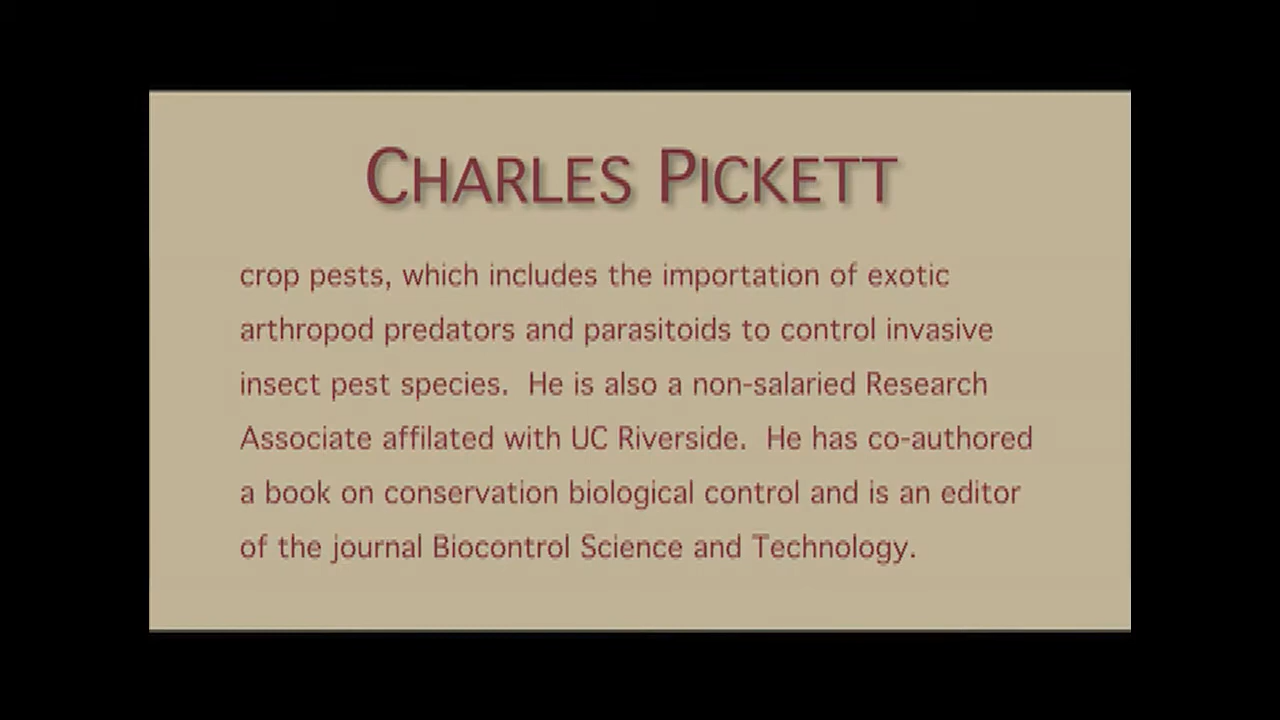 CHARLES PICKETT
crop pests, which includes the importation of exotic
arthropod predators and parasitoids to control invasive
insect pest species.  He is also a non-salaried Research
Associate affilated with UC Riverside.  He has co-authored
a book on conservation biological control and is an editor
of the journal Biocontrol Science and Technology.